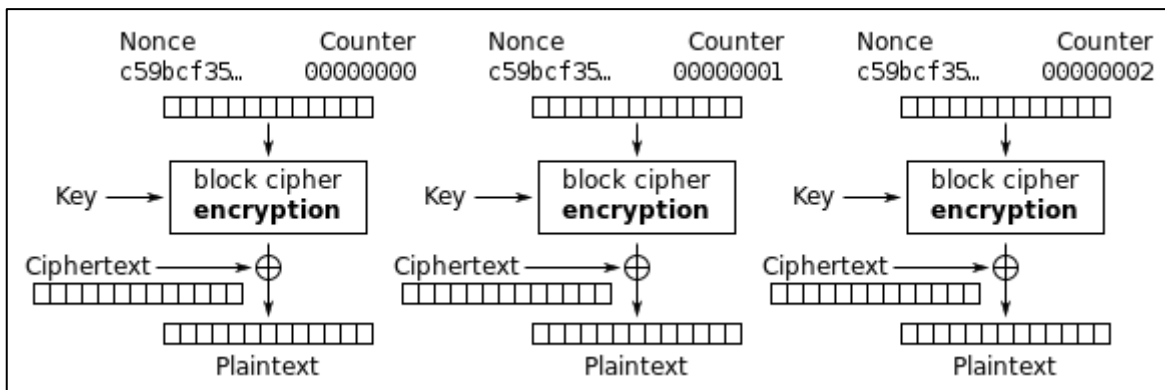 Nonce Counter Nonce Counter Nonce Counter
c59bcf35… 00000000 c59bcf35… 00000001 c59bcf35… 00000002
Key block cipher Key block cipher Key block cipher
encryption encryption encryption
Ciphertext Ciphertext Ciphertext
Plaintext Plaintext Plaintext